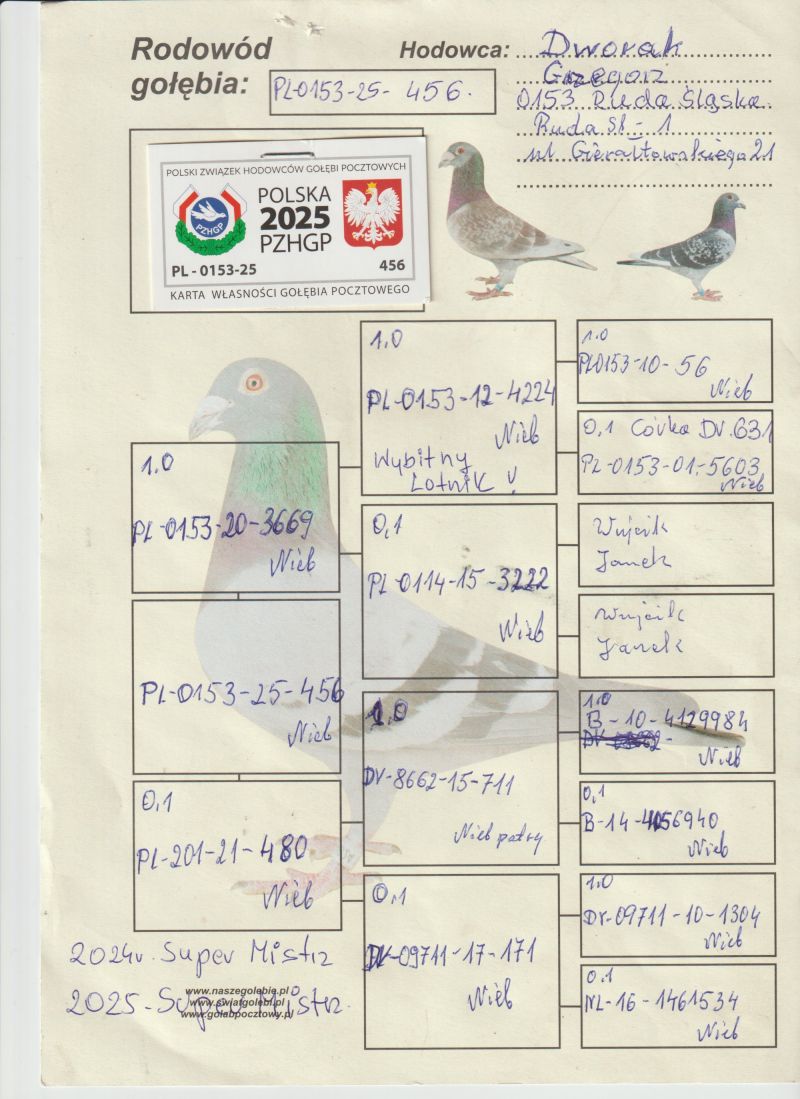 Rodowód
gołębia:
PL-0153-25- 456.
Hodowca:
Dworak
Grzegorz
0153 Ruda Śląska
Ruda Śl - 1
ul Gierałtowskiego 21
POLSKI ZWIĄZEK HODOWCÓW GOŁĘBI POCZTOWYCH
PZHGP
POLSKA
2025
PZHGP
PL - 0153-25
456
KARTA WŁASNOŚCI GOŁĘBIA POCZTOWEGO
1.0
PL-0153-20-3669
Nieb
PL-0153-25-456
Nieb
0,1
PL-201-21-480
Nieb
1,0
PL-0153-12-4224
Nieb
Wybitny
Lotnik !
0,1
PL-0114-15-3222
Nieb
1.0
DV-8662-15-711
Nieb patry
0,1
DV-09711-17-171
Nieb
1.0
PL0153-10-56
Nieb
0,1 Córka DV.631
PL-0153-01-5603
Nieb
Wujcik
Janek
Wujcik
Janek
1.0
B-10-4129984
Nieb
0,1
B-14-4056940
Nieb
1.0
DV-09711-10-1304
Nieb
0.1
NL-16-1461534
Nieb
2024r. Super Mistrz
2025-Super Mistrz.
www.naszegolebie.pl
www.swiatgolebi.pl
www.golabpocztowy.pl